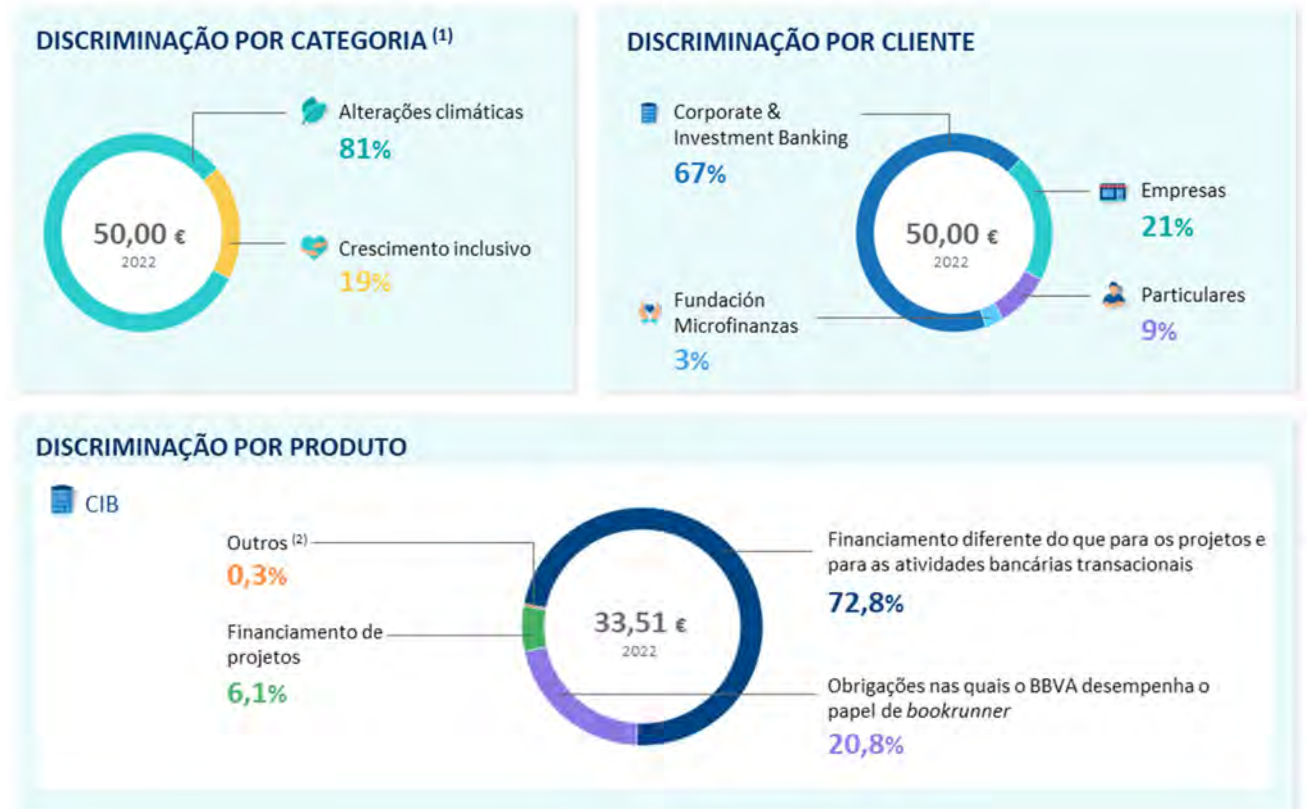 DISCRIMINAÇÃO POR CATEGORIA (1)
Alterações climáticas
81%
50,00 €
2022
Crescimento inclusivo
19%
DISCRIMINAÇÃO POR CLIENTE
Corporate &
Investment Banking
67%
50,00 €
2022
Empresas
21%
Fundación
Microfinanzas
3%
Particulares
9%
DISCRIMINAÇÃO POR PRODUTO
CIB
Outros (2)
0,3%
Financiamento de
projetos
6,1%
33,51 €
2022
Financiamento diferente do que para os projetos e
para as atividades bancárias transacionais
72,8%
Obrigações nas quais o BBVA desempenha o
papel de bookrunner
20,8%